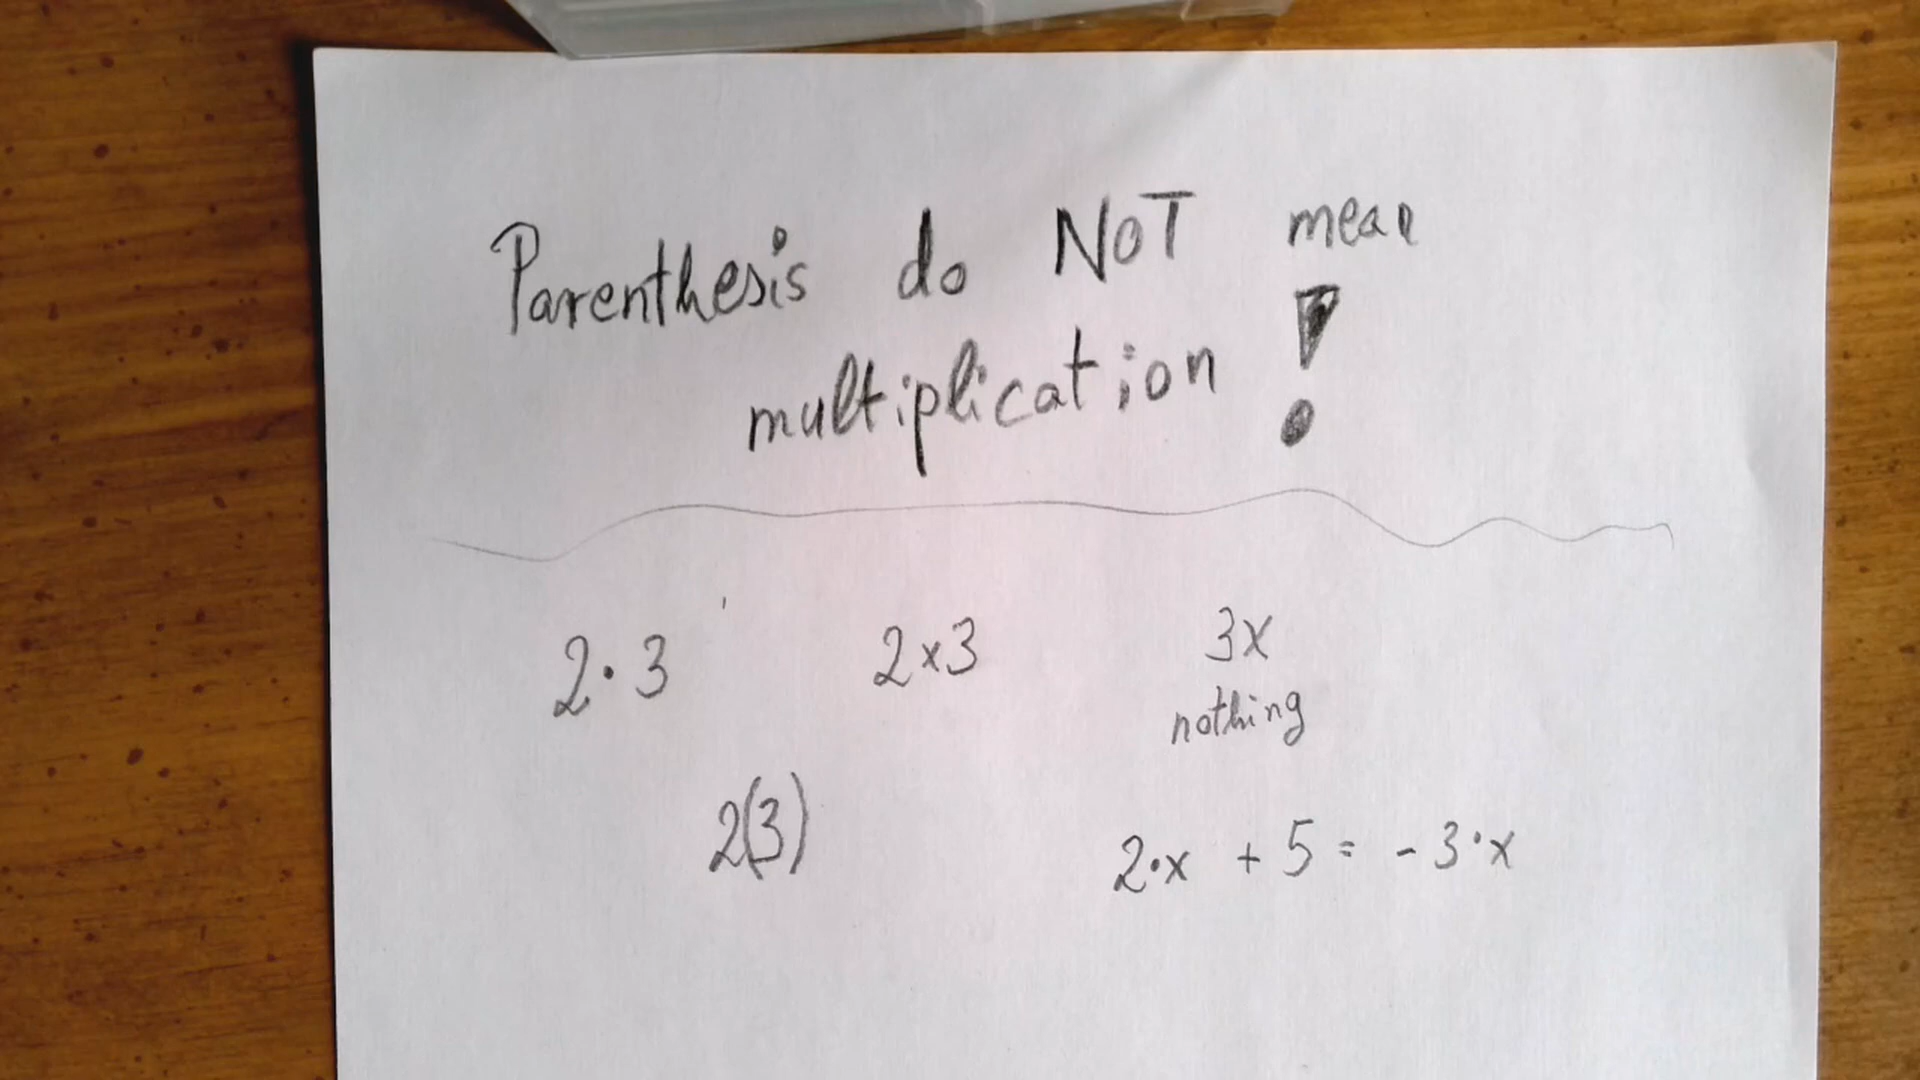 Parenthesis do NOT mean
multiplication !
2·3 2×3 3x
nothing
2(3) 2·x + 5 = -3·x